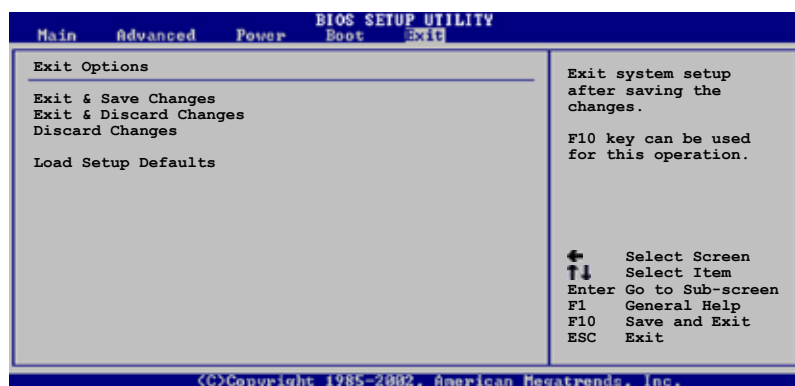 BIOS SETUP UTILITY
Main Advanced Power Boot Exit
Exit Options
Exit & Save Changes
Exit & Discard Changes
Discard Changes
Load Setup Defaults
Exit system setup
after saving the
changes.
F10 key can be used
for this operation.
Select Screen
↑↓ Select Item
Enter Go to Sub-screen
F1 General Help
F10 Save and Exit
ESC Exit
(C)Copyright 1985-2002, American Megatrends, Inc.